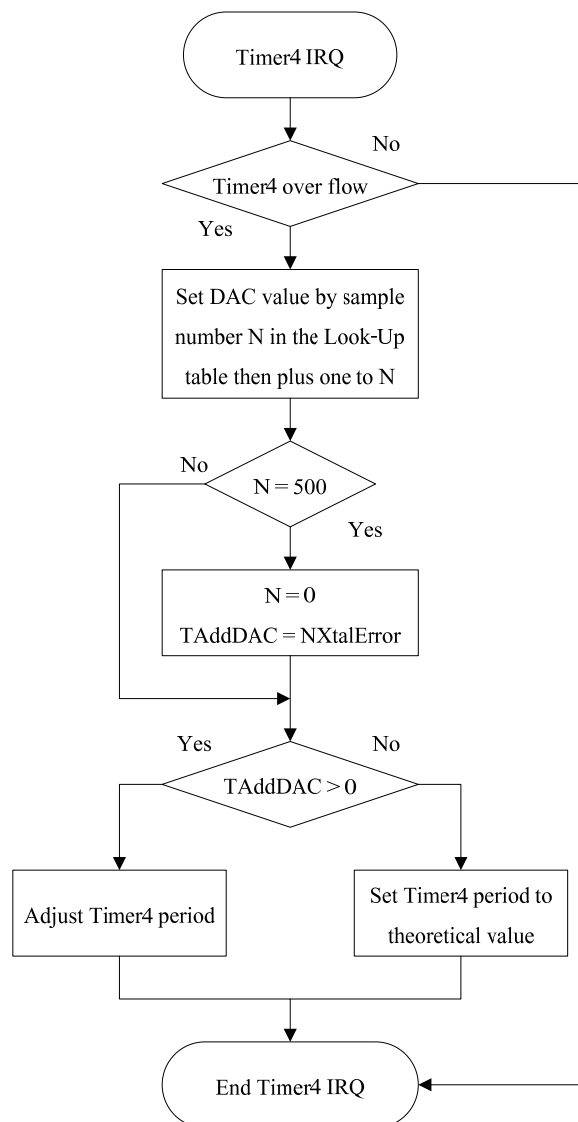 Timer4 IRQ
No
Timer4 over flow
Yes
Set DAC value by sample
number N in the Look-Up
table then plus one to N
No
N = 500
Yes
N = 0
TAddDAC = NXtalError
Yes
No
TAddDAC > 0
Adjust Timer4 period
Set Timer4 period to
theoretical value
End Timer4 IRQ